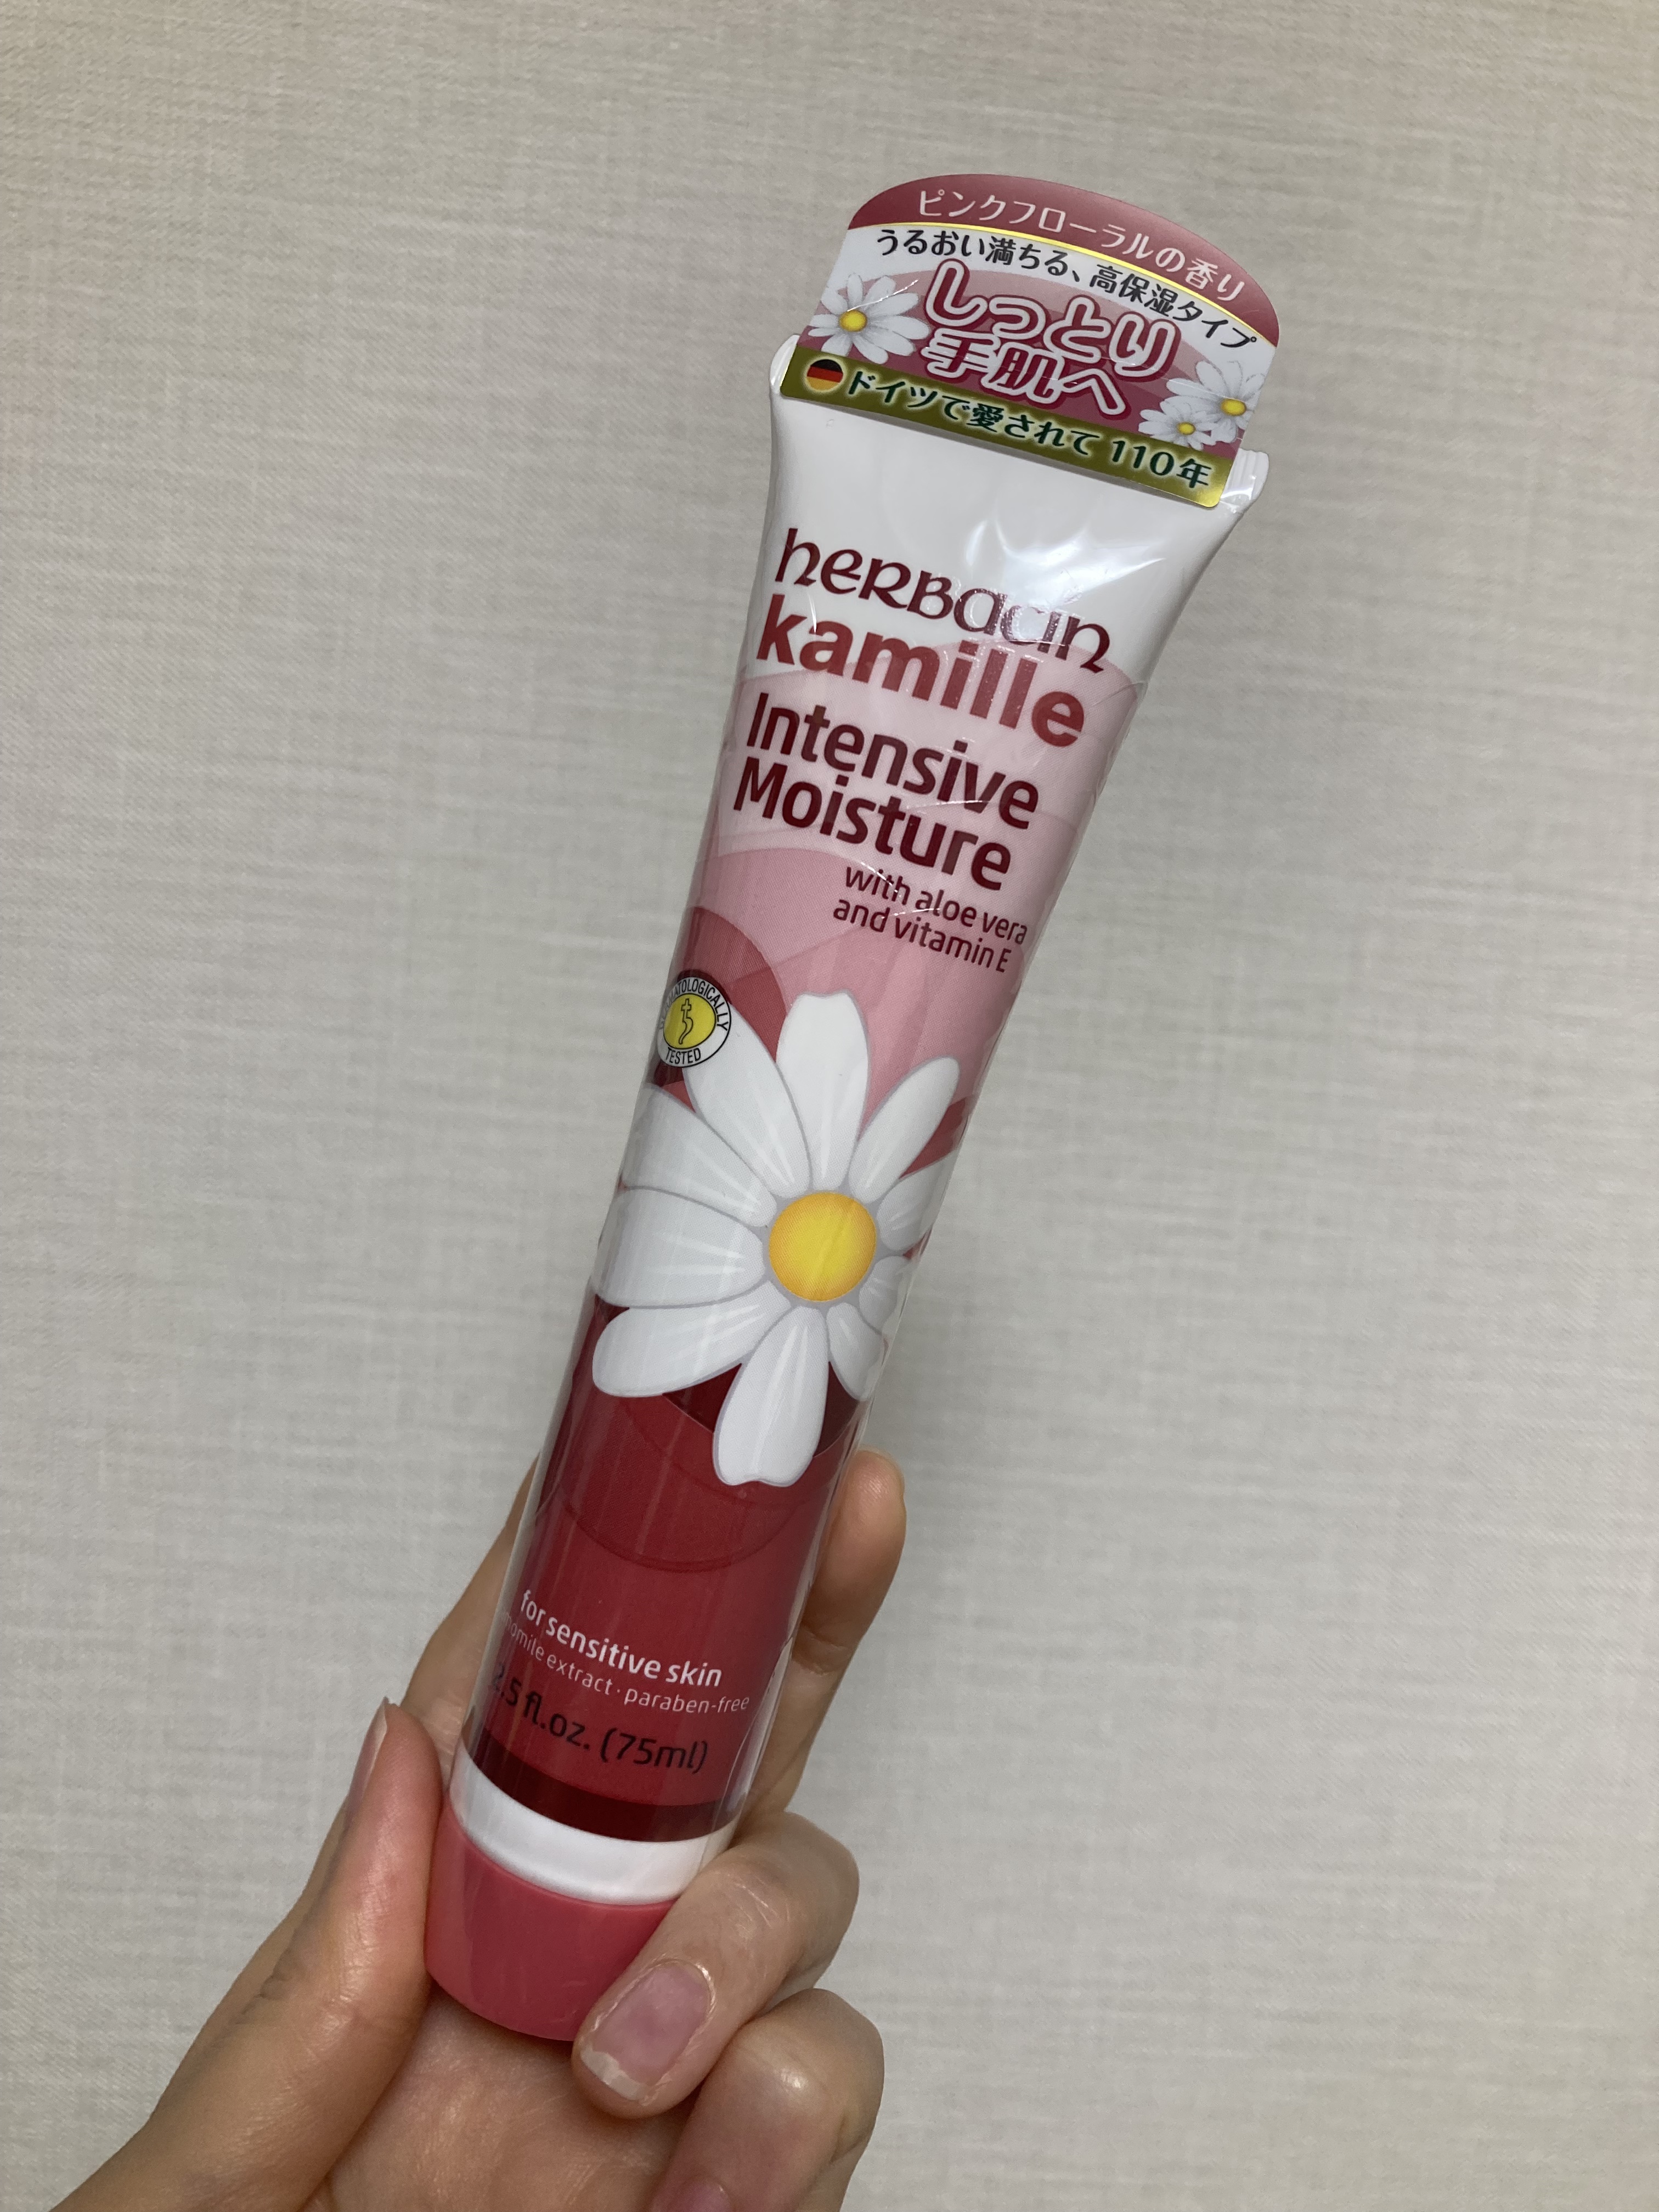 ピンクフローラルの香り
うるおい満ちる、高保湿タイプ
しっとり
手肌へ
ドイツで愛されて 110年
herbacin
kamille
Intensive
Moisture
with aloe vera
and vitamin E
TESTED
for sensitive skin
extract · paraben-free
.5 fl.oz. (75ml)